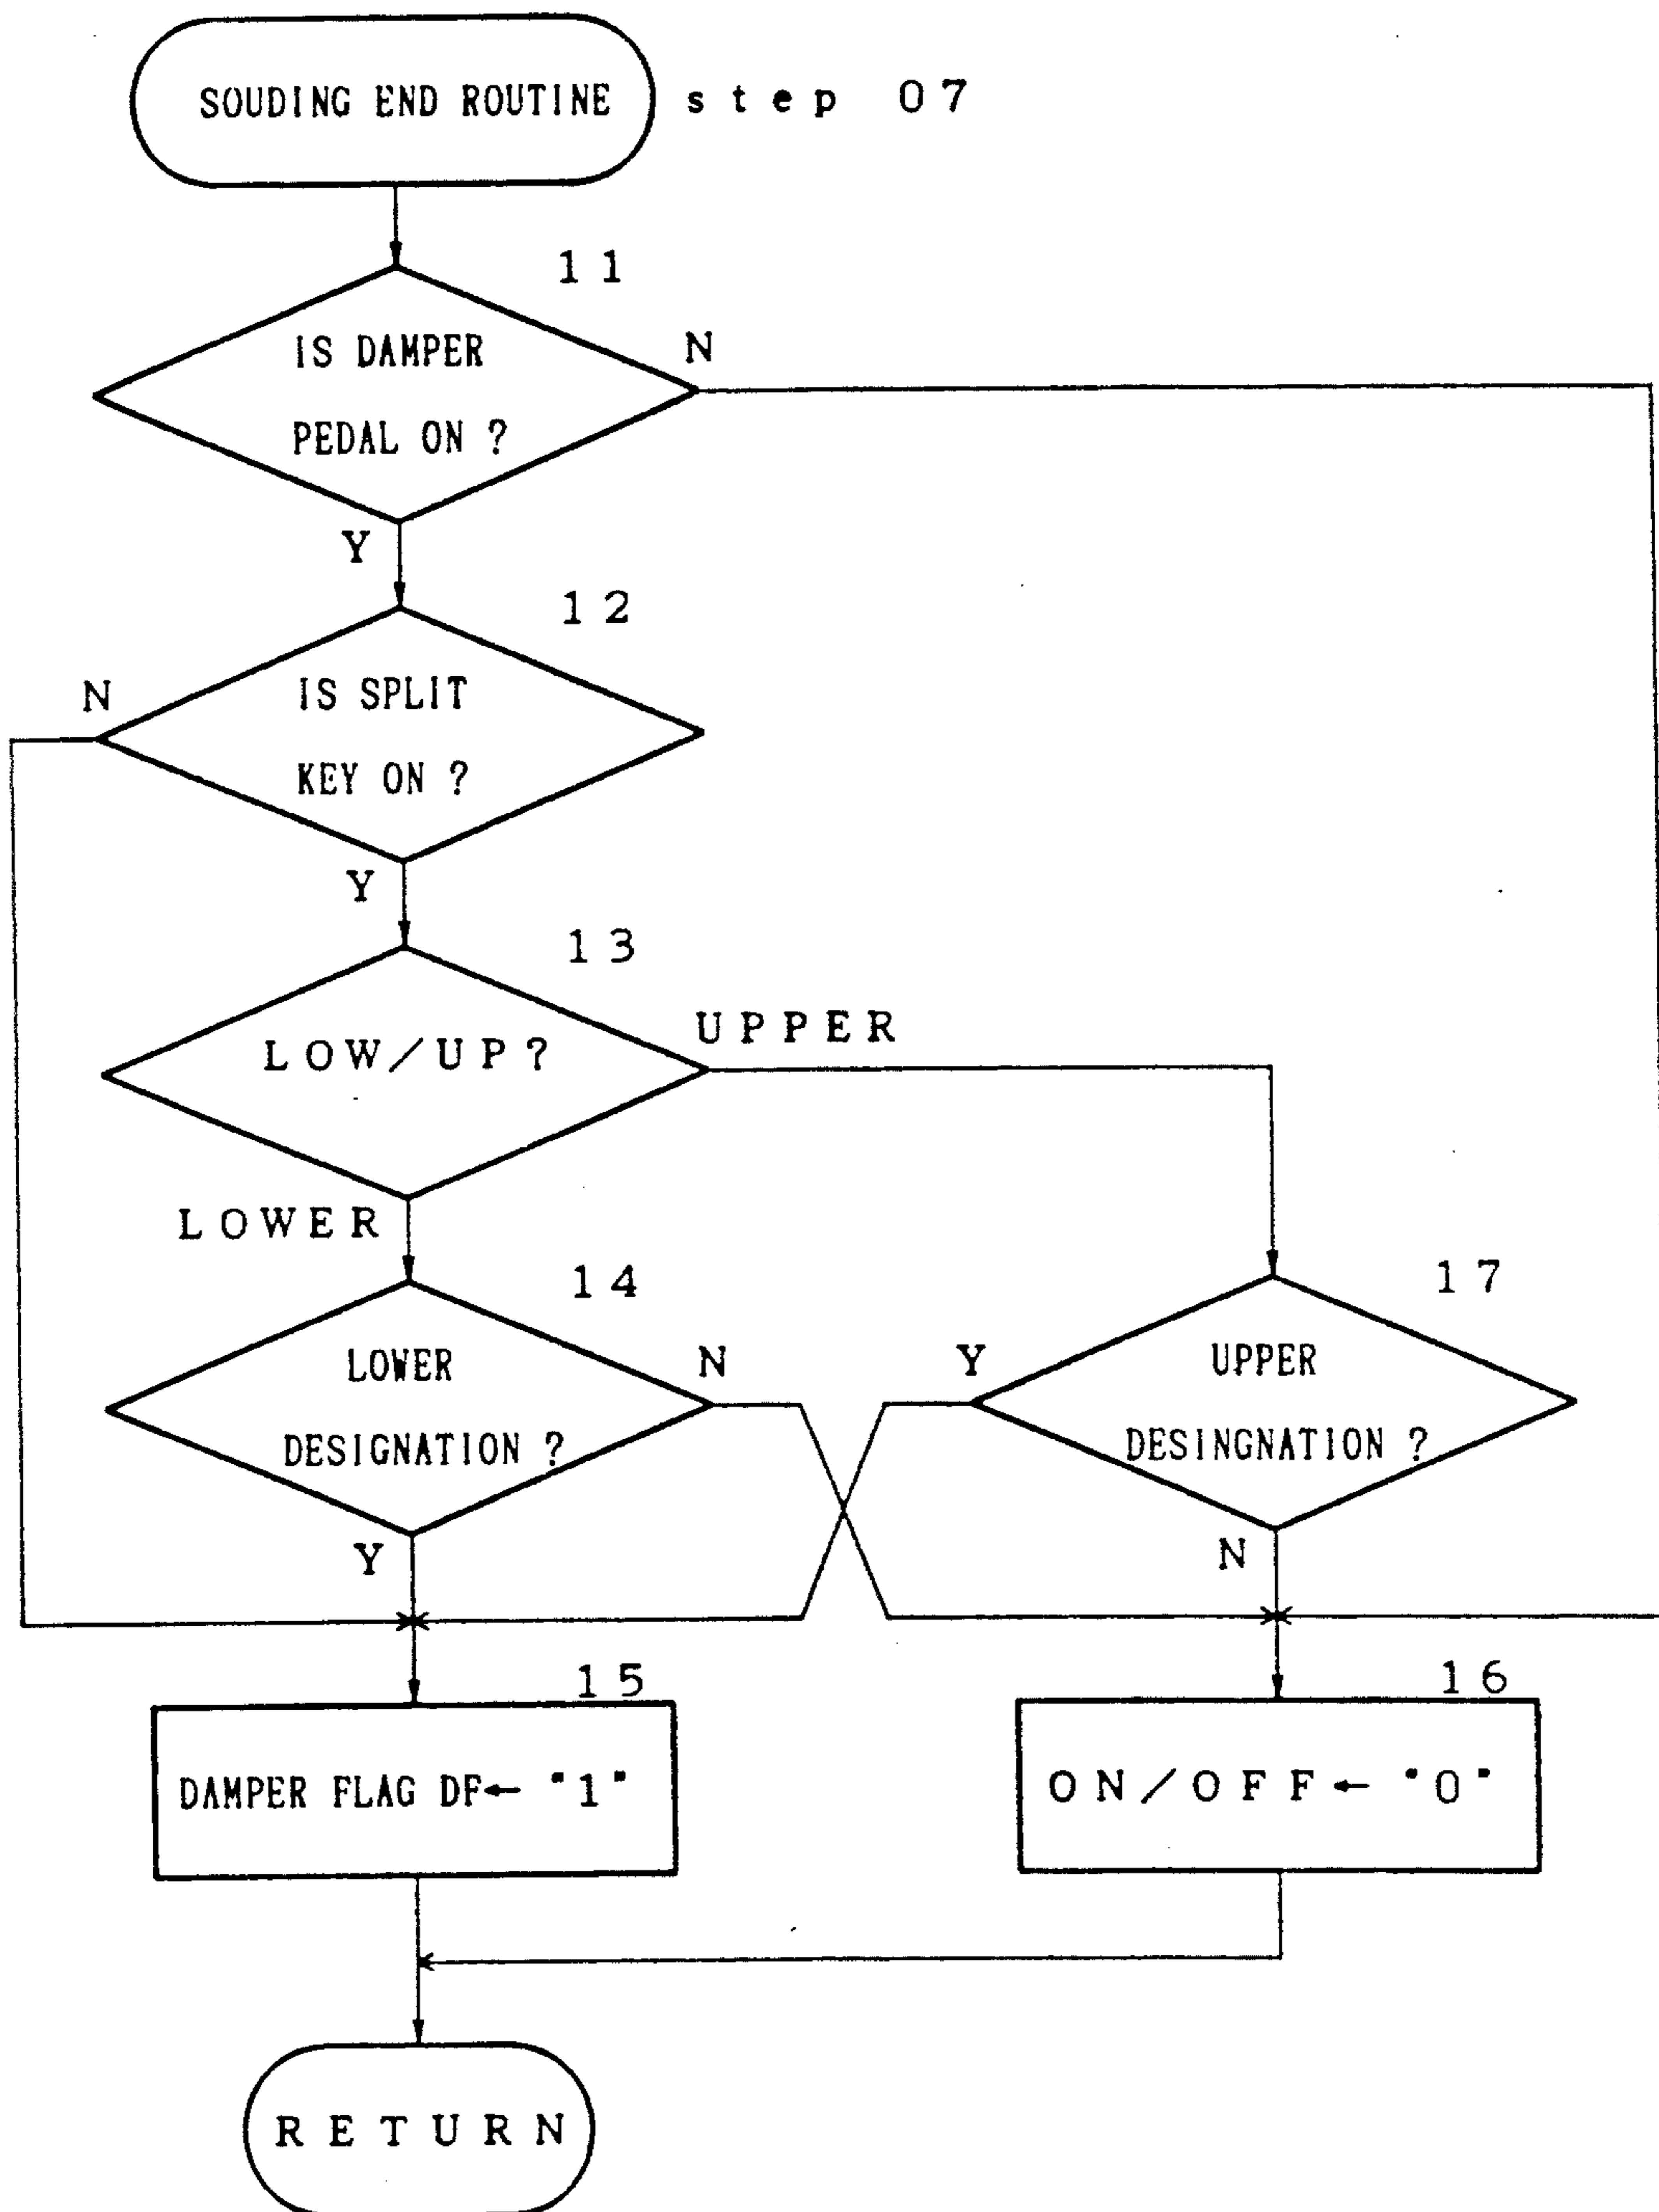 SOUDING END ROUTINE
step 07
11
IS DAMPER
PEDAL ON ?
N
Y
12
IS SPLIT
KEY ON ?
N
Y
13
LOW/UP?
UPPER
LOWER
14
LOWER
DESIGNATION ?
N
Y
17
UPPER
DESINGNATION ?
Y
N
15
DAMPER FLAG DF← "1"
16
ON/OFF← "0"
RETURN